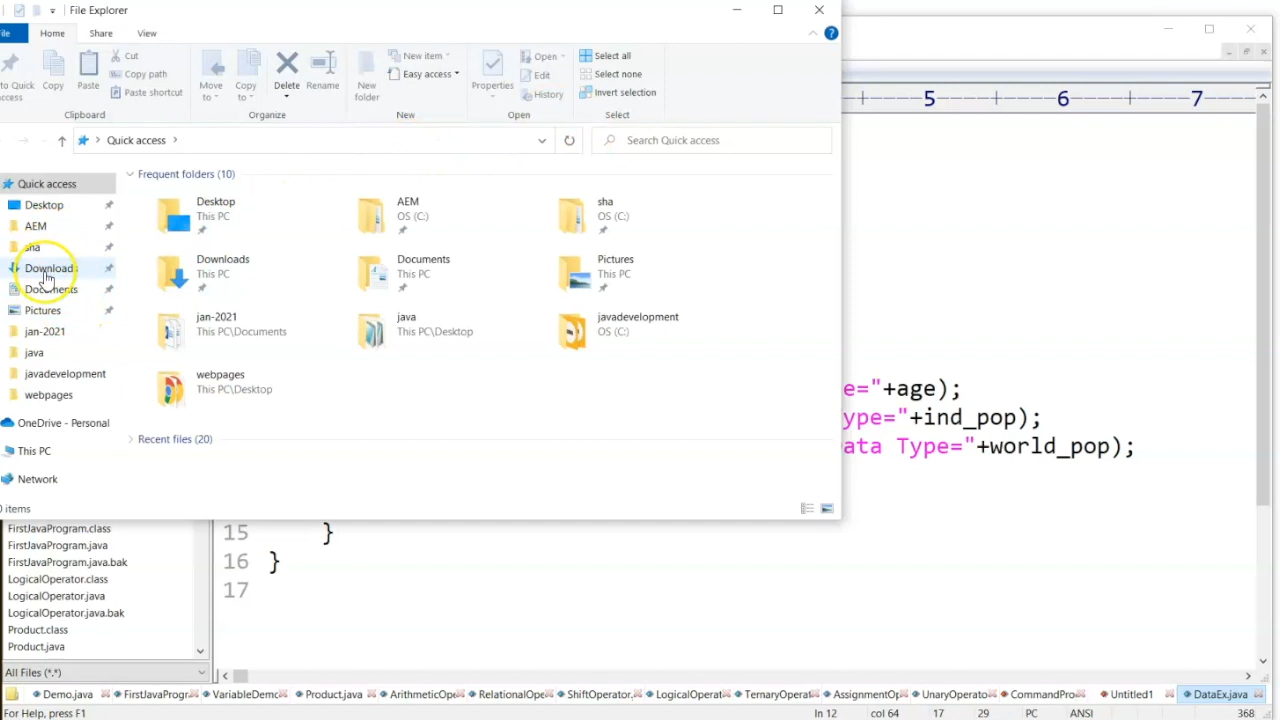 File Explorer
ile
Home
Share
View
to Quick
access
Copy
Paste
Cut
Copy path
Paste shortcut
Clipboard
Move
to
Copy
to
Delete
Rename
Organize
New
folder
New item
Easy access
New
Properties
Open
Edit
History
Open
Select all
Select none
Invert selection
Select
Quick access
Search Quick access
Quick access
Desktop
AEM
sha
Downloads
Documents
Pictures
jan-2021
java
javadevelopment
webpages
OneDrive - Personal
This PC
Network
Frequent folders (10)
Desktop
This PC
AEM
OS (C:)
sha
OS (C:)
Downloads
This PC
Documents
This PC
Pictures
This PC
jan-2021
This PC\Documents
java
This PC\Desktop
javadevelopment
OS (C:)
webpages
This PC\Desktop
Recent files (20)
0 items
5 6 7
e="+age);
ype="+ind_pop);
ata Type="+world_pop);
15 }
16 }
17
FirstJavaProgram.class
FirstJavaProgram.java
FirstJavaProgram.java.bak
LogicalOperator.class
LogicalOperator.java
LogicalOperator.java.bak
Product.class
Product.java
All Files (*.*)
Demo.java
FirstJavaProgr
VariableDemo
Product.java
ArithmeticOpe
RelationalOpe
ShiftOperator.
LogicalOperat
TernaryOperat
AssignmentOp
UnaryOperato
CommandPro
Untitled1
DataEx.java
For Help, press F1
ln 12
col 64
17
29
PC
ANSI
368